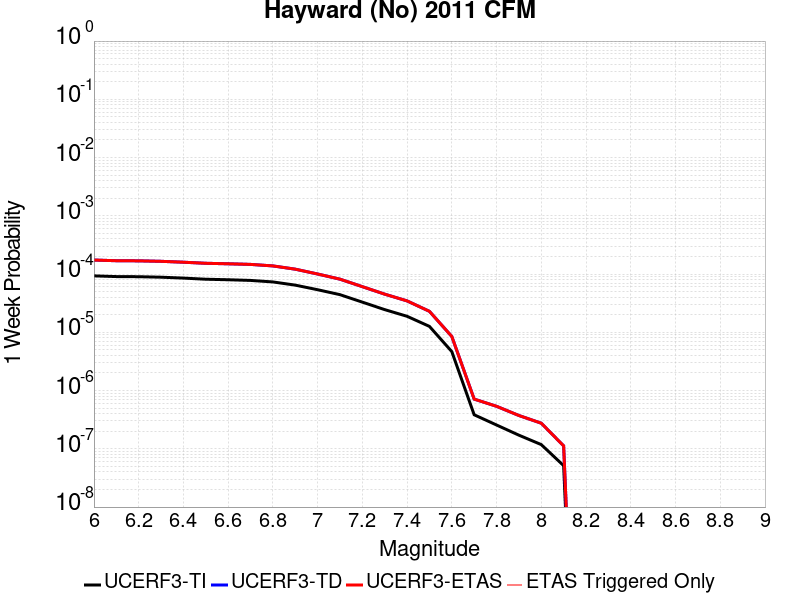 Hayward (No) 2011 CFM
10^0
10^-1
10^-2
10^-3
10^-4
10^-5
10^-6
10^-7
10^-8
1 Week Probability
6 6.2 6.4 6.6 6.8 7 7.2 7.4 7.6 7.8 8 8.2 8.4 8.6 8.8 9
Magnitude
UCERF3-TI UCERF3-TD UCERF3-ETAS ETAS Triggered Only